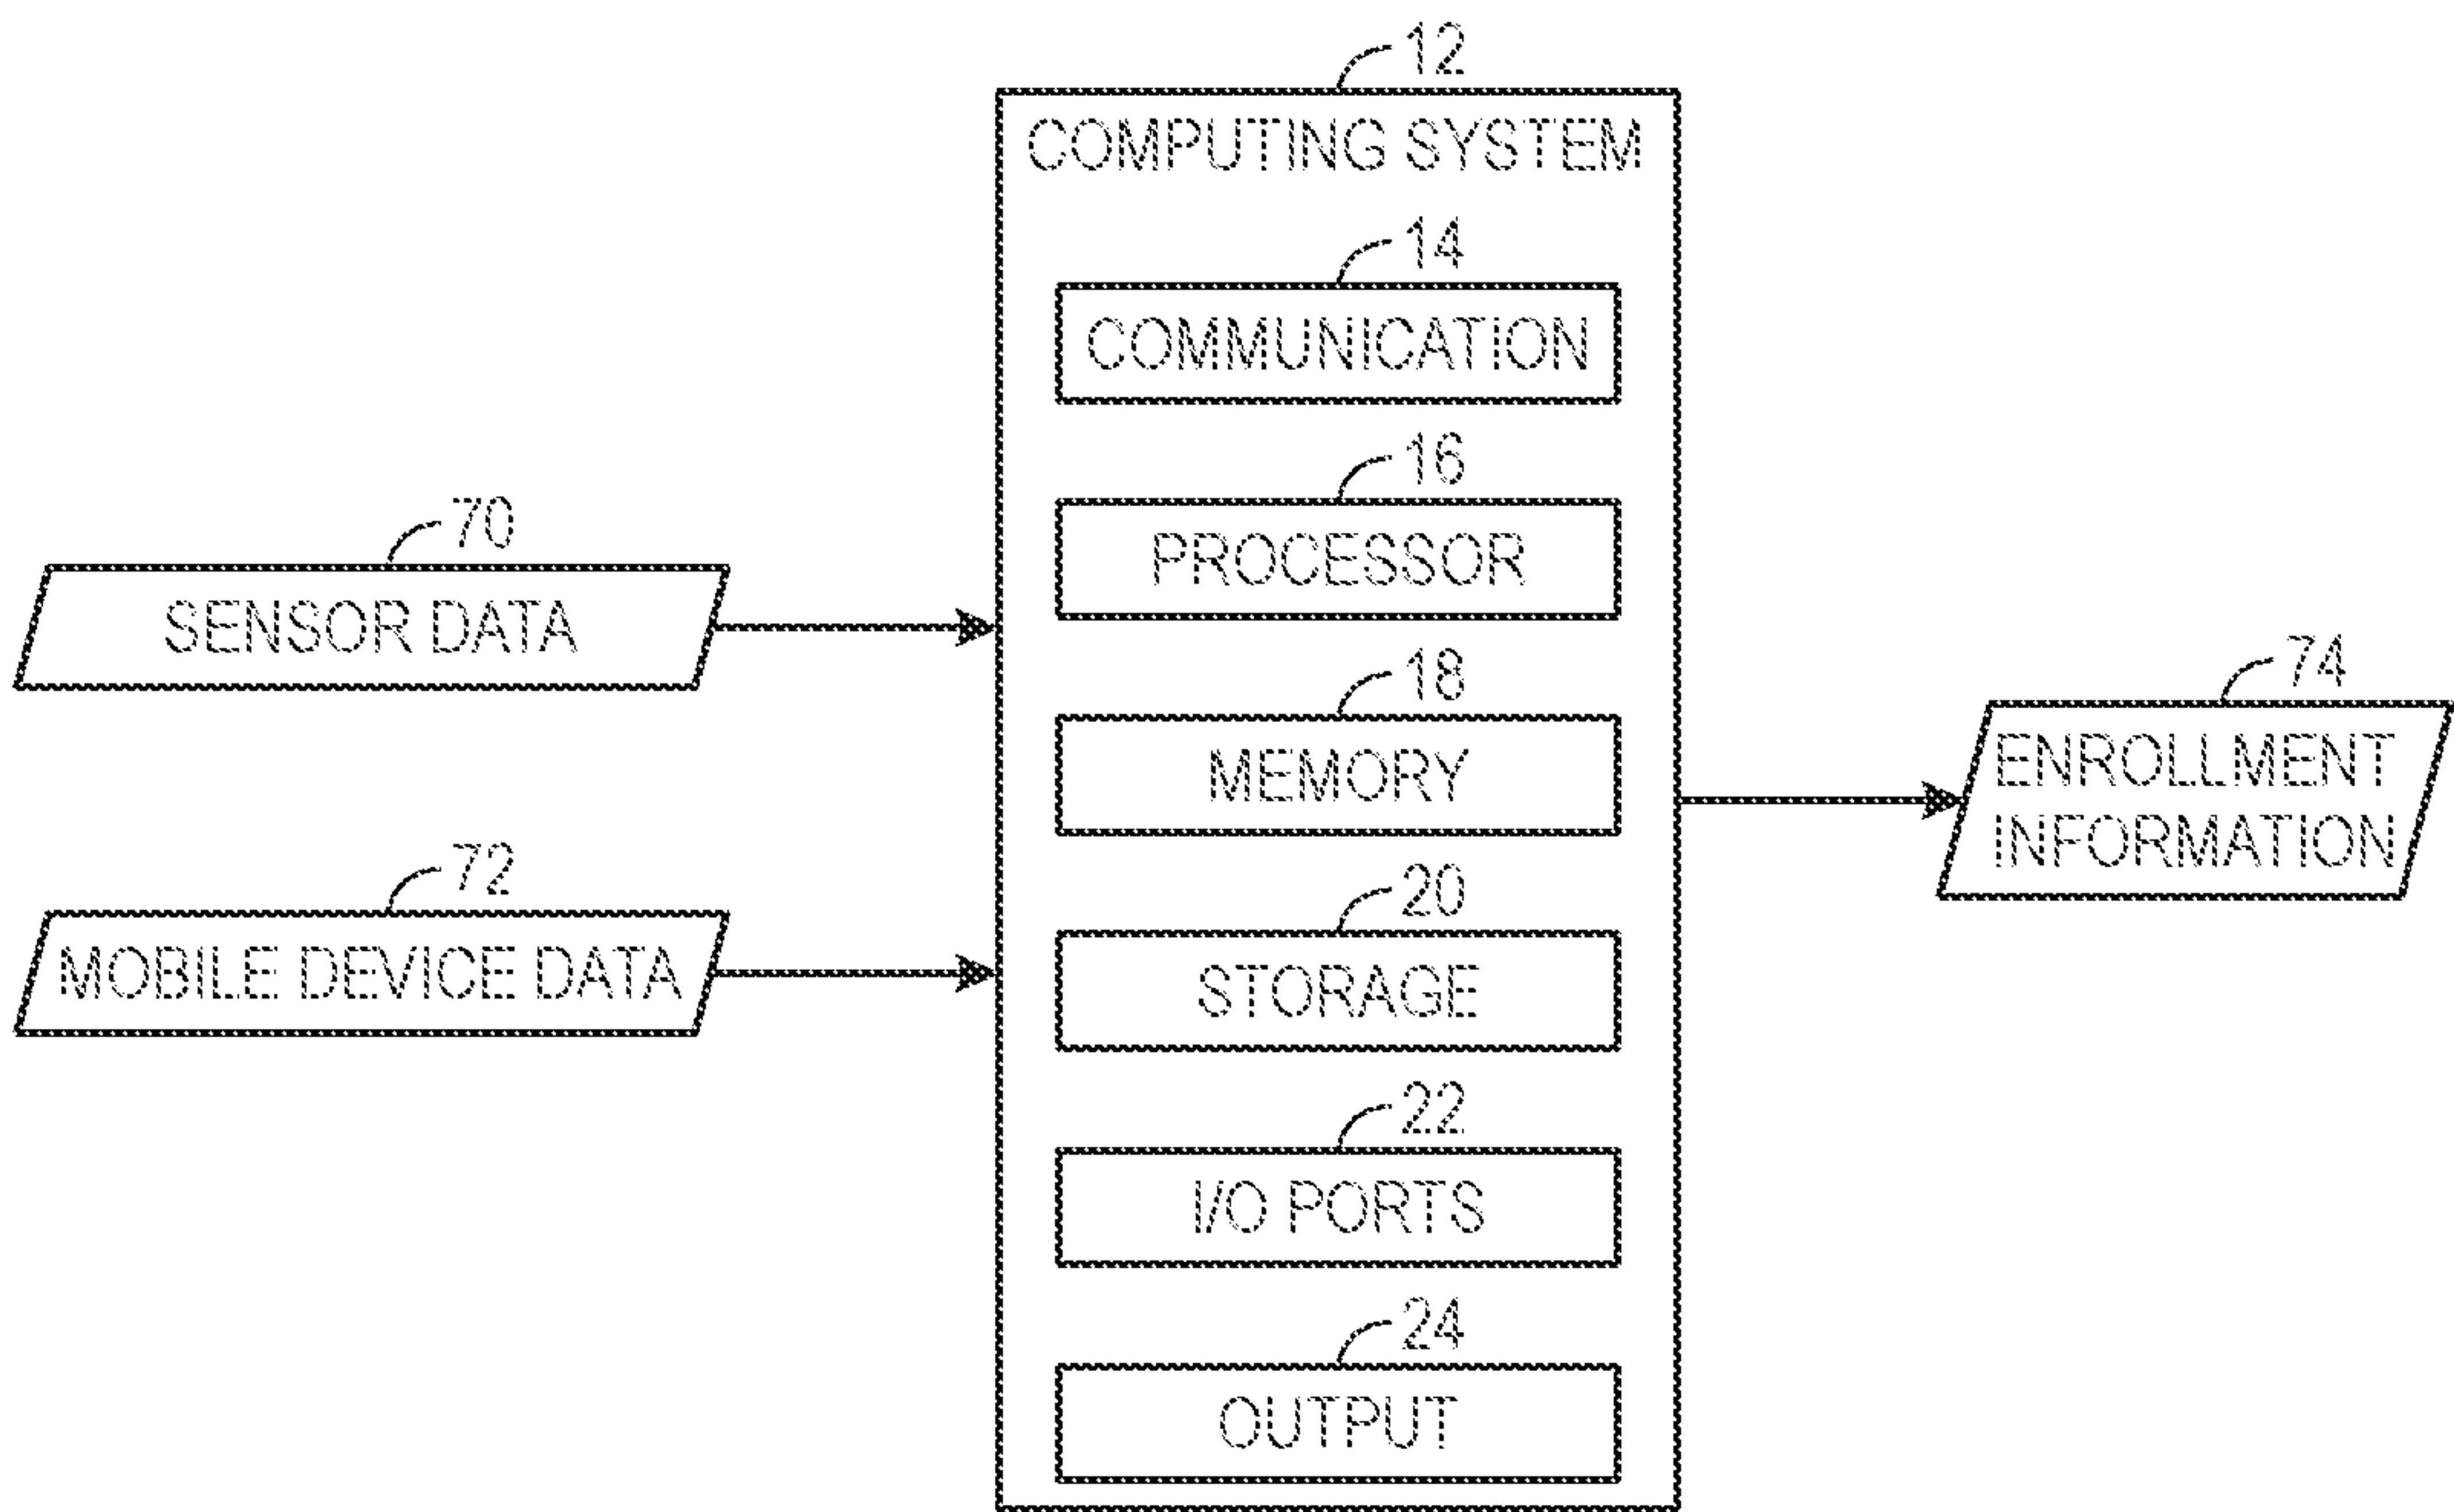 12
COMPUTING SYSTEM
14
COMMUNICATION
16
PROCESSOR
70
SENSOR DATA
18
MEMORY
74
ENROLLMENT
INFORMATION
72
MOBILE DEVICE DATA
20
STORAGE
22
I/O PORTS
24
OUTPUT